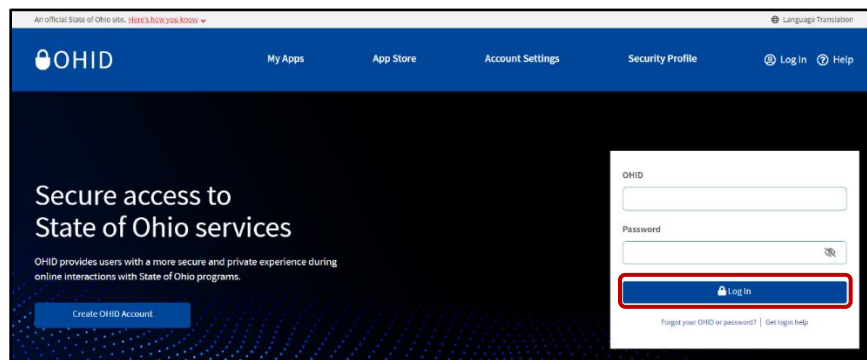 An official State of Ohio site. Here's how you know
Language Translation
OHID
My Apps
App Store
Account Settings
Security Profile
Log In
Help
Secure access to
State of Ohio services
OHID provides users with a more secure and private experience during
online interactions with State of Ohio programs.
Create OHID Account
OHID
Password
Log In
Forgot your OHID or password? | Get login help